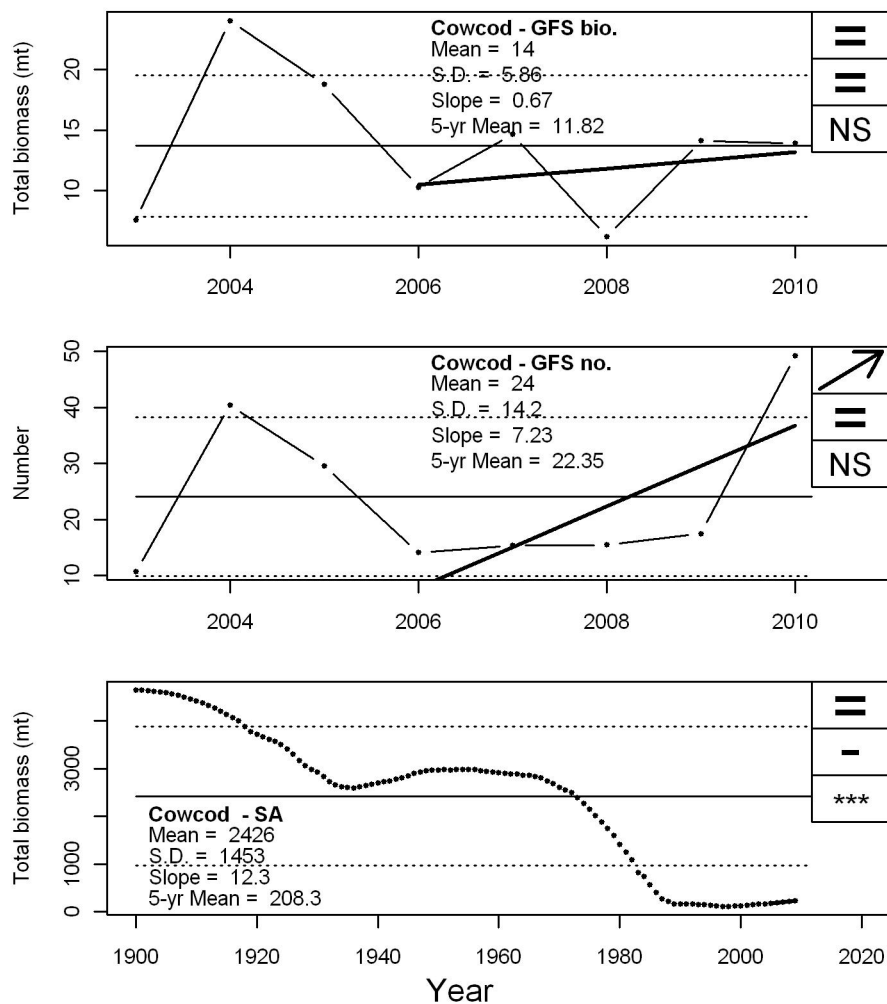 Cowcod - GFS bio.
Mean = 14
S.D. = 5.86
Slope = 0.67
5-yr Mean = 11.82
=
=
NS
Total biomass (mt)
20
15
10
2004 2006 2008 2010
Cowcod - GFS no.
Mean = 24
S.D. = 14.2
Slope = 7.23
5-yr Mean = 22.35
=
NS
Number
50
40
30
20
10
2004 2006 2008 2010
Cowcod - SA
Mean = 2426
S.D. = 1453
Slope = 12.3
5-yr Mean = 208.3
=
-
***
Total biomass (mt)
3000
1000
0
1900 1920 1940 1960 1980 2000 2020
Year